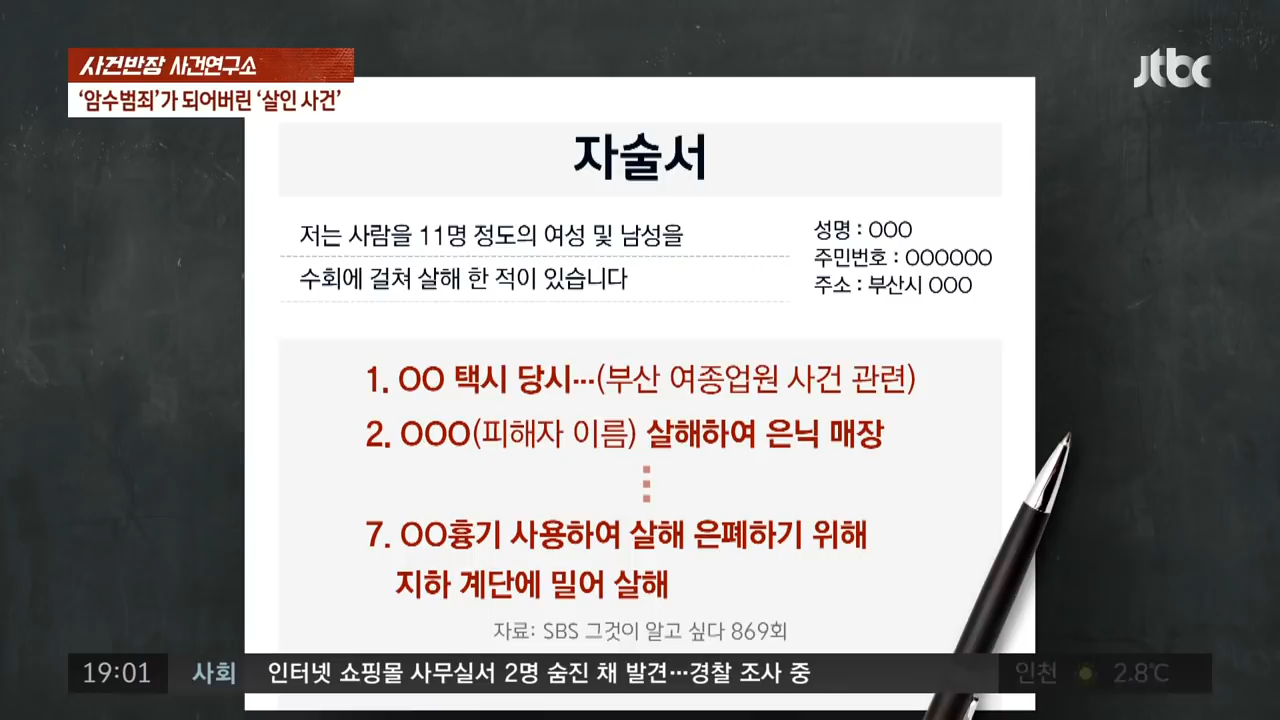 사건반장 사건연구소
‘암수범죄’가 되어버린 ‘살인 사건’
jtbc
자술서
저는 사람을 11명 정도의 여성 및 남성을
수회에 걸쳐 살해 한 적이 있습니다
성명 : OOO
주민번호 : OOOOOO
주소 : 부산시 OOO
1. OO 택시 당시···(부산 여종업원 사건 관련)
2. OOO(피해자 이름) 살해하여 은닉 매장
7. OO흉기 사용하여 살해 은폐하기 위해
지하 계단에 밀어 살해
자료: SBS 그것이 알고 싶다 869회
19:01 사회 인터넷 쇼핑몰 사무실서 2명 숨진 채 발견···경찰 조사 중 인천 2.8℃